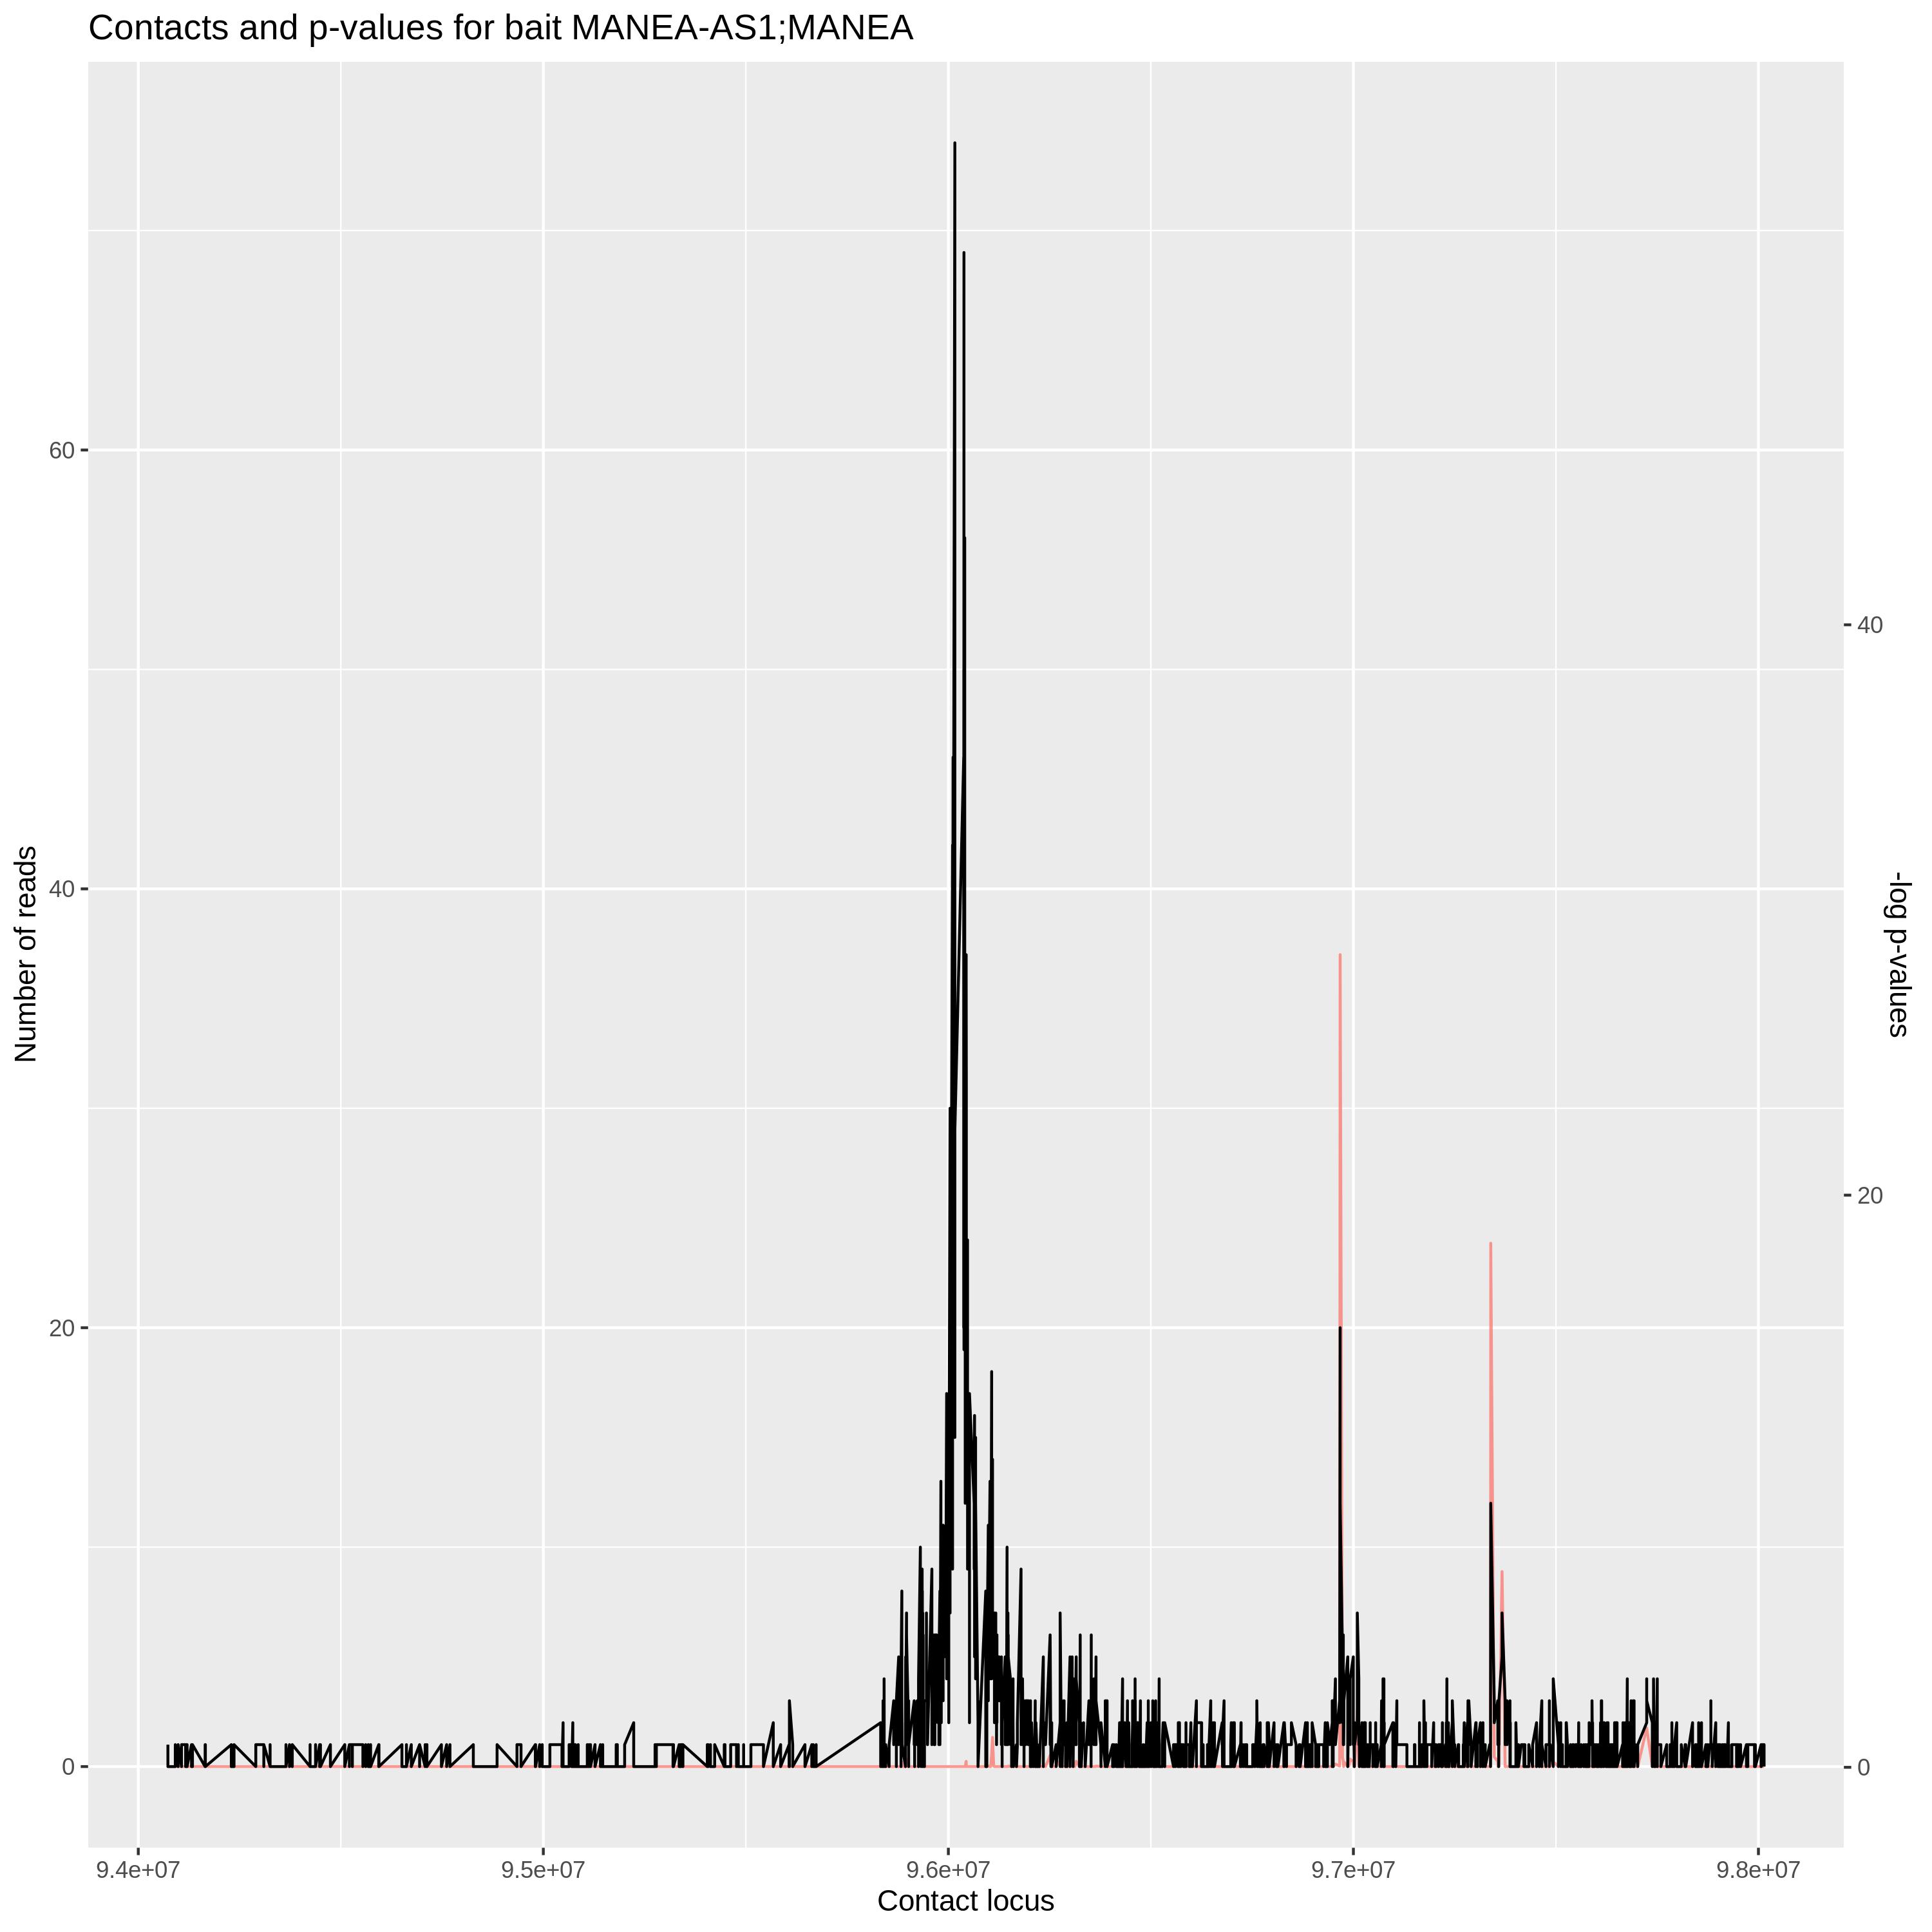 Contacts and p-values for bait MANEA-AS1;MANEA
Number of reads
60
40
20
0
-log p-values
40
20
0
9.4e+07
9.5e+07
9.6e+07
9.7e+07
9.8e+07
Contact locus